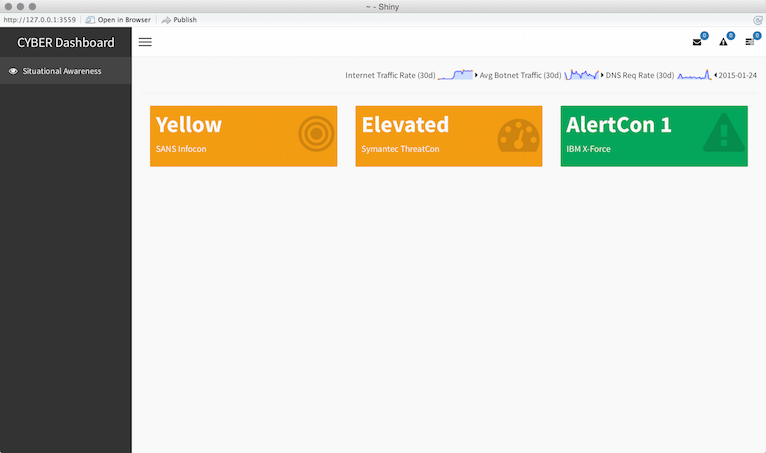 ~ - Shiny
http://127.0.0.1:3559 Open in Browser Publish
CYBER Dashboard
0 0 0
Situational Awareness
Internet Traffic Rate (30d) Avg Botnet Traffic (30d) DNS Req Rate (30d) 2015-01-24
Yellow
SANS Infocon
Elevated
Symantec ThreatCon
AlertCon 1
IBM X-Force